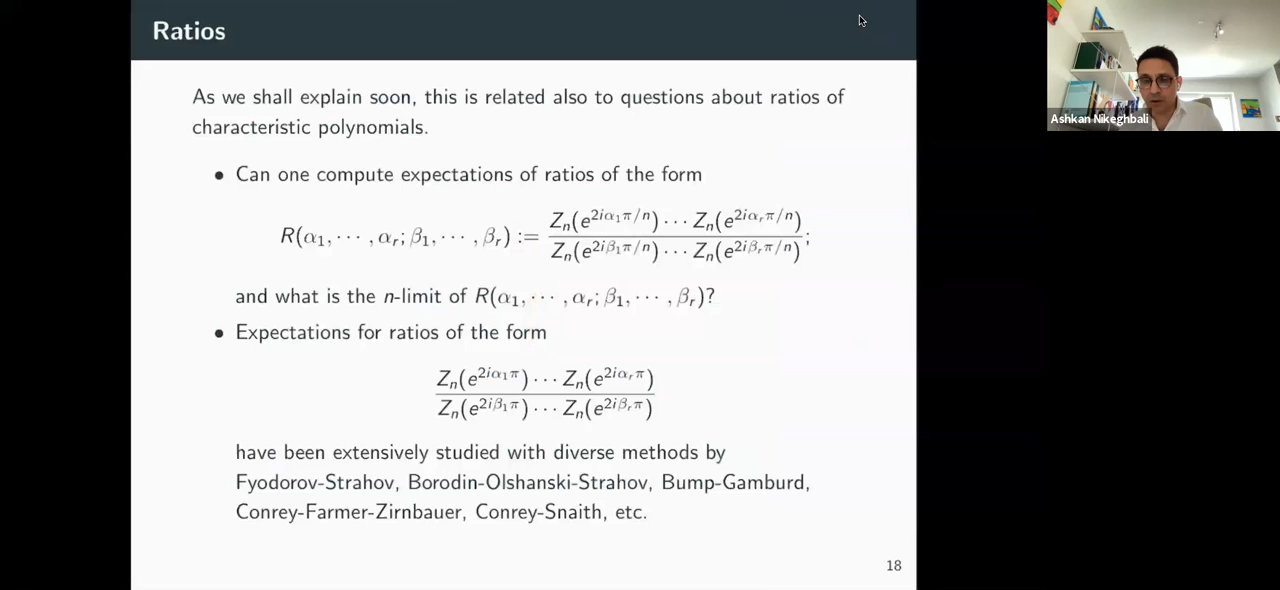 Ratios
As we shall explain soon, this is related also to questions about ratios of
characteristic polynomials.
• Can one compute expectations of ratios of the form
R(α₁, ⋯ , αᵣ; β₁, ⋯ , βᵣ) := Zₙ(e^{2iα₁π/n}) ⋯ Zₙ(e^{2iαᵣπ/n}) / Zₙ(e^{2iβ₁π/n}) ⋯ Zₙ(e^{2iβᵣπ/n});
and what is the n-limit of R(α₁, ⋯ , αᵣ; β₁, ⋯ , βᵣ)?
• Expectations for ratios of the form
Zₙ(e^{2iα₁π}) ⋯ Zₙ(e^{2iαᵣπ})
Zₙ(e^{2iβ₁π}) ⋯ Zₙ(e^{2iβᵣπ})
have been extensively studied with diverse methods by
Fyodorov-Strahov, Borodin-Olshanski-Strahov, Bump-Gamburd,
Conrey-Farmer-Zirnbauer, Conrey-Snaith, etc.
18
Ashkan Nikeghbali